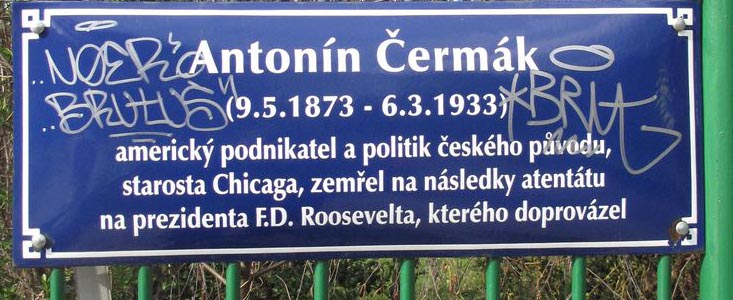 Antonín Čermák
BRUTUS (9.5.1873 - 6.3.1933)
americký podnikatel a politik českého původu,
starosta Chicaga, zemřel na následky atentátu
na prezidenta F.D. Roosevelta, kterého doprovázel